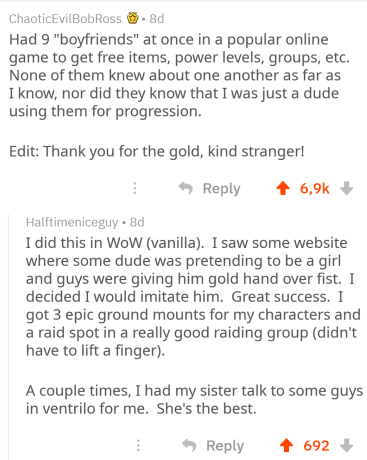 ChaoticEvilBobRoss • 8d
Had 9 "boyfriends" at once in a popular online
game to get free items, power levels, groups, etc.
None of them knew about one another as far as
I know, nor did they know that I was just a dude
using them for progression.
Edit: Thank you for the gold, kind stranger!
Reply 6,9k
Halftimeniceguy • 8d
I did this in WoW (vanilla). I saw some website
where some dude was pretending to be a girl
and guys were giving him gold hand over fist. I
decided I would imitate him. Great success. I
got 3 epic ground mounts for my characters and
a raid spot in a really good raiding group (didn't
have to lift a finger).
A couple times, I had my sister talk to some guys
in ventrilo for me. She's the best.
Reply 692